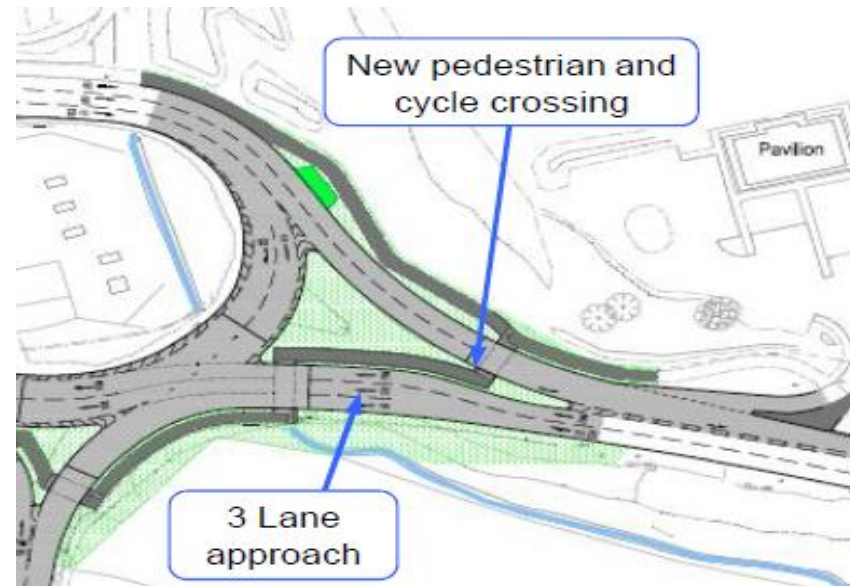 New pedestrian and
cycle crossing
Pavilion
3 Lane
approach